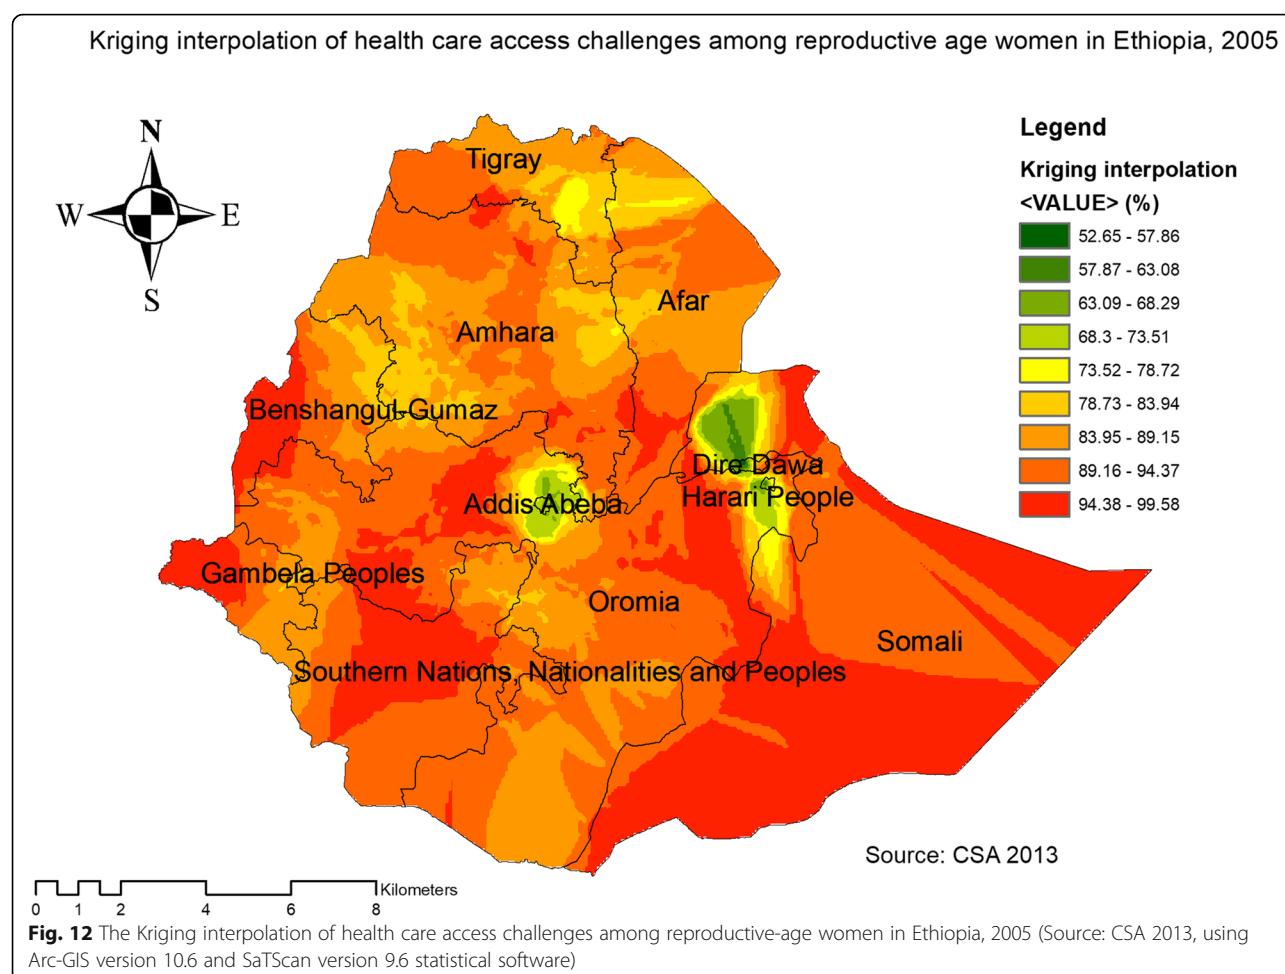 Kriging interpolation of health care access challenges among reproductive age women in Ethiopia, 2005
N
W
E
S
Legend
Kriging interpolation
<VALUE> (%)
52.65 - 57.86
57.87 - 63.08
63.09 - 68.29
68.3 - 73.51
73.52 - 78.72
78.73 - 83.94
83.95 - 89.15
89.16 - 94.37
94.38 - 99.58
Tigray
Afar
Amhara
Benshangul-Gumaz
Dire Dawa
Addis Abeba
Harari People
Gambela Peoples
Oromia
Somali
Southern Nations, Nationalities and Peoples
Source: CSA 2013
Kilometers
0 1 2 4 6 8
Fig. 12 The Kriging interpolation of health care access challenges among reproductive-age women in Ethiopia, 2005 (Source: CSA 2013, using
Arc-GIS version 10.6 and SaTScan version 9.6 statistical software)